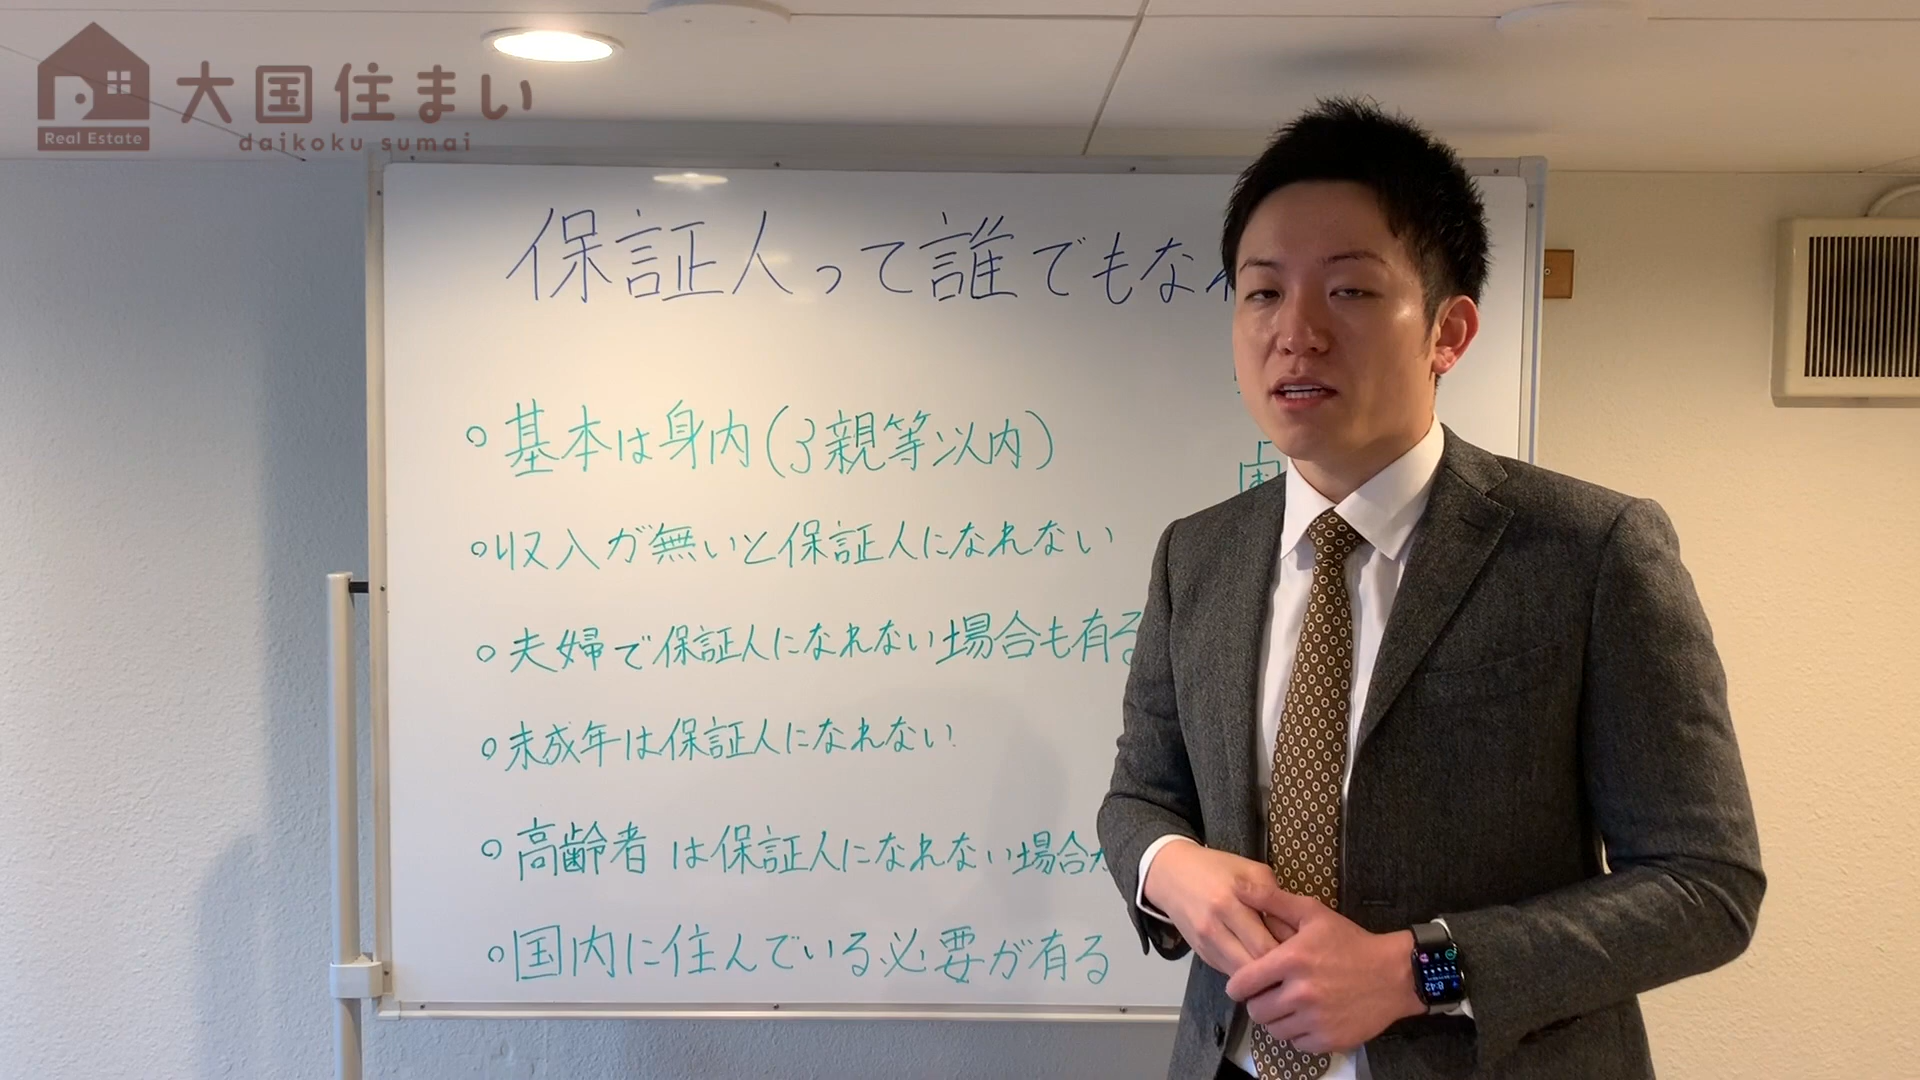 大国住まい
daikoku sumai
Real Estate
保証人って誰でもな
○基本は身内(3親等以内)
○収入が無いと保証人になれない
○夫婦で保証人になれない場合も有る
○未成年は保証人になれない
○高齢者は保証人になれない場合
○国内に住んでいる必要が有る
8:42